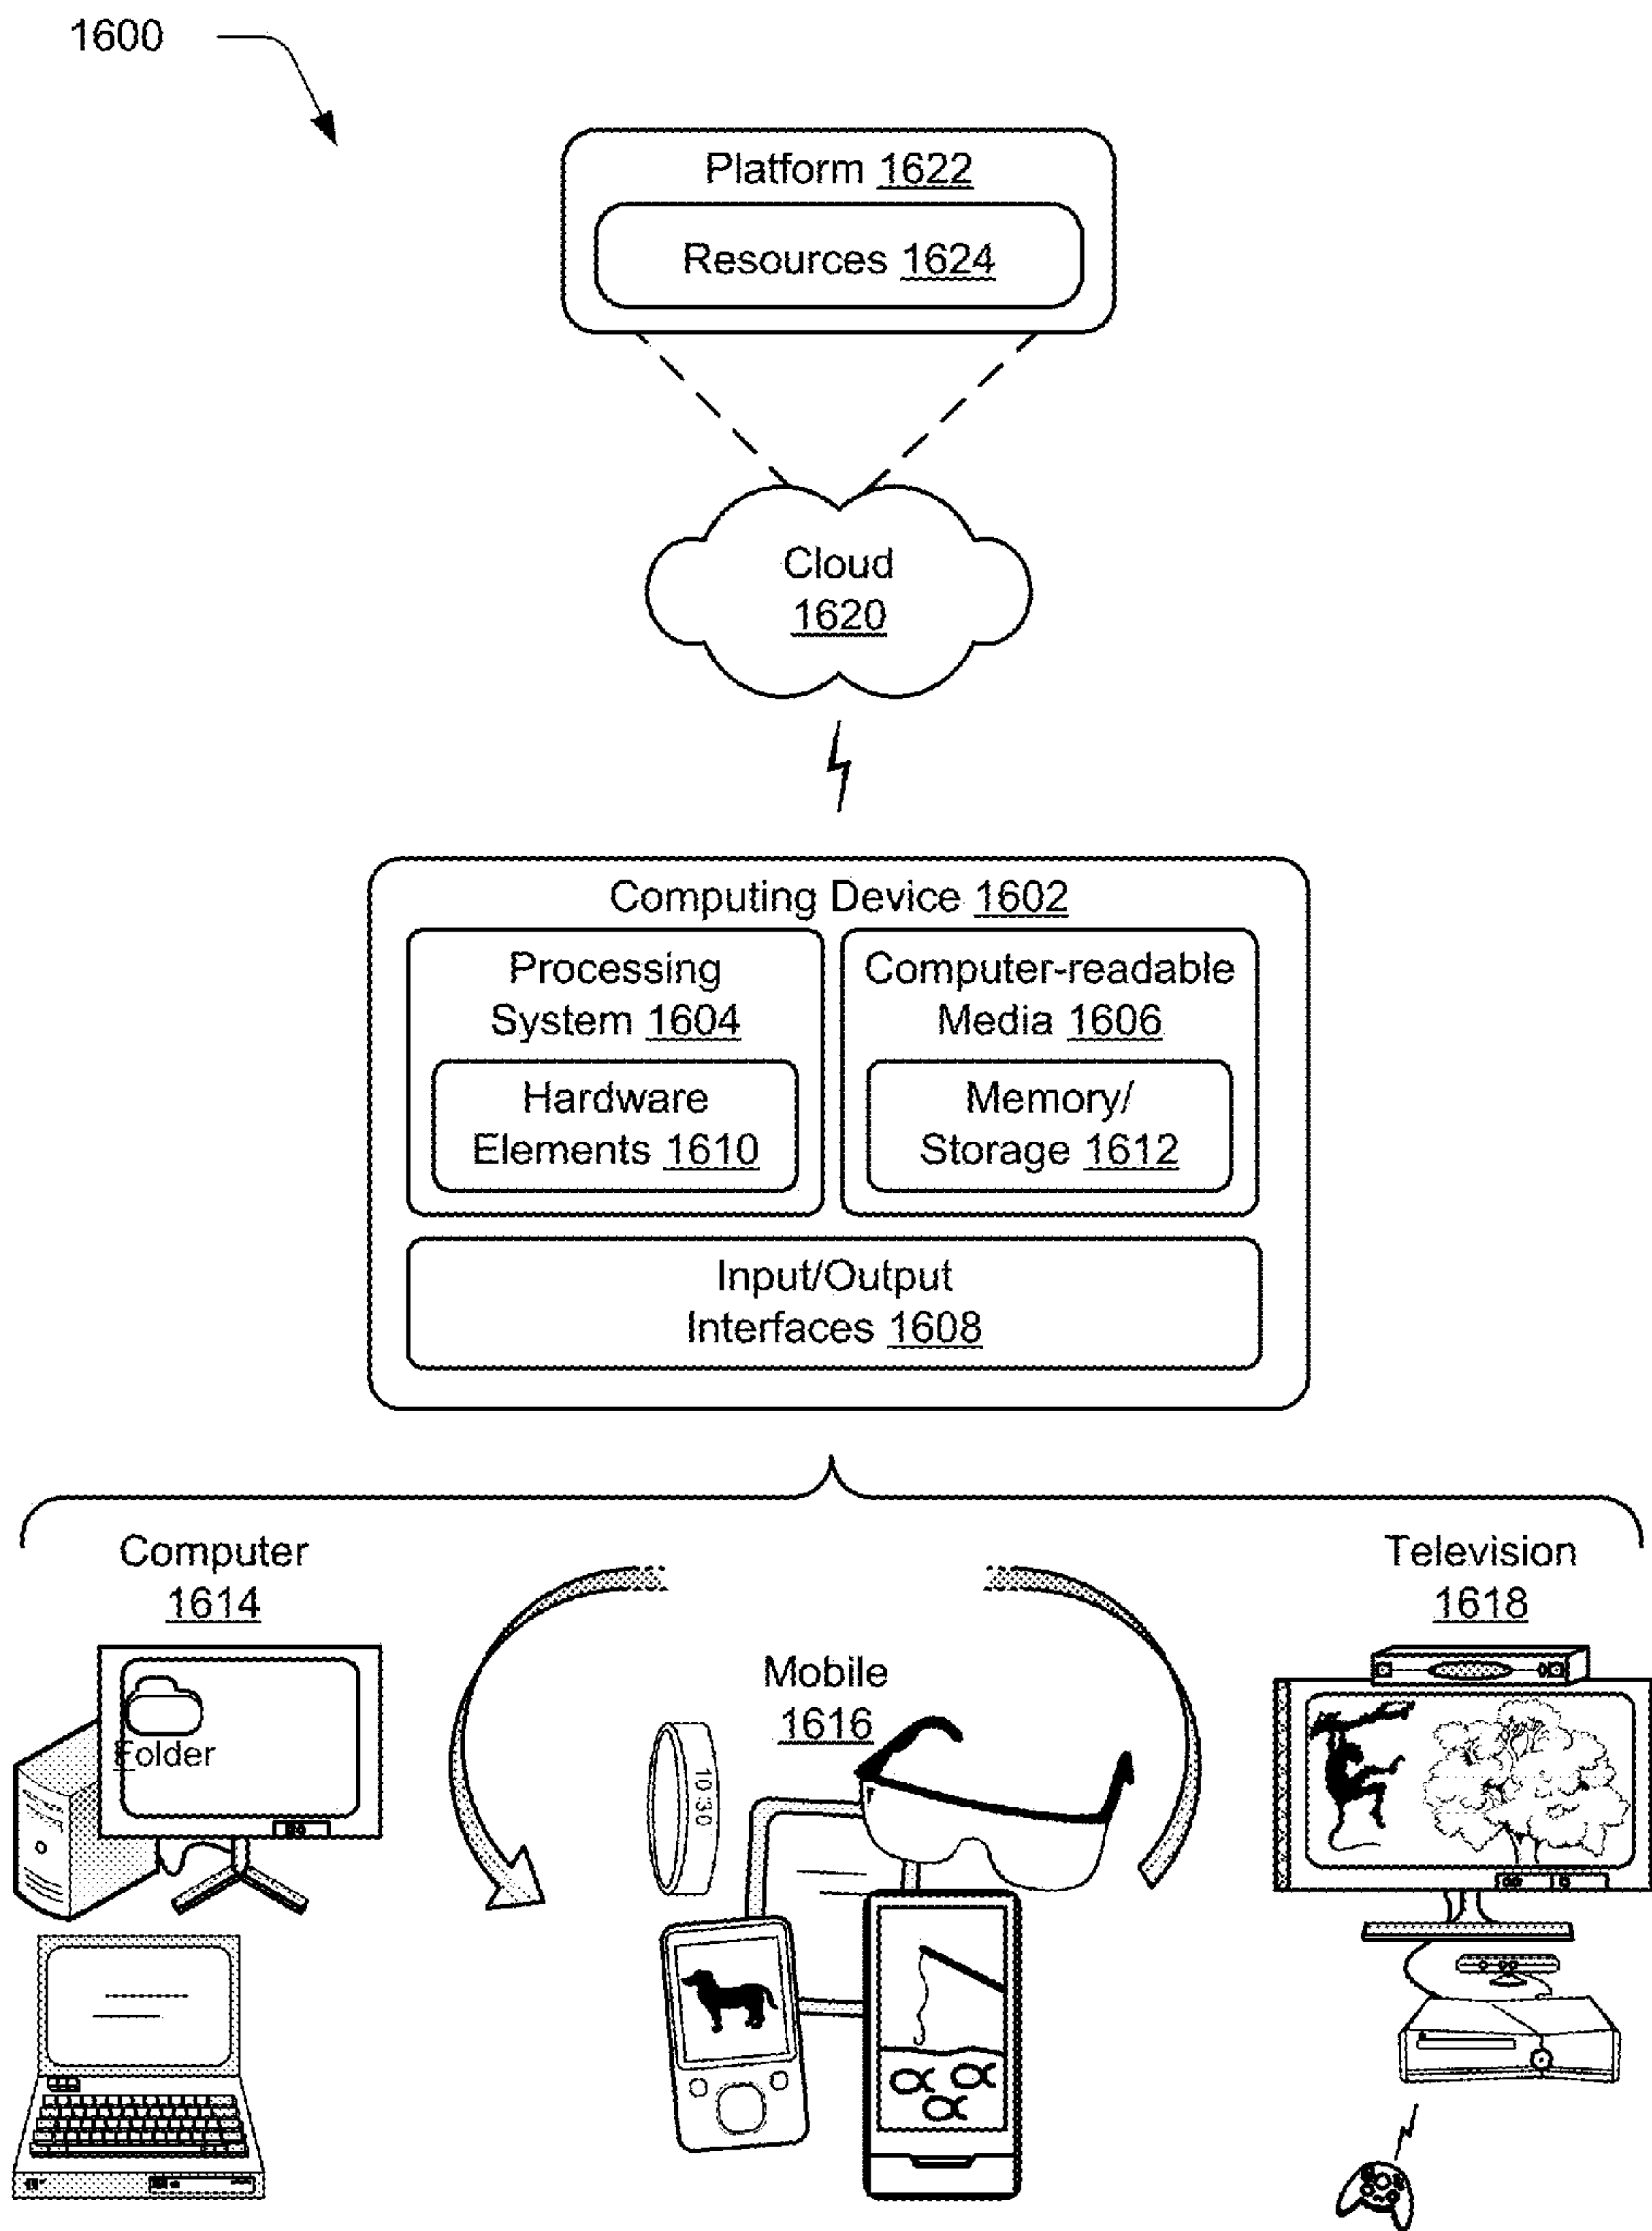 1600
Platform 1622
Resources 1624
Cloud
1620
Computing Device 1602
Processing
System 1604
Hardware
Elements 1610
Computer-readable
Media 1606
Memory/
Storage 1612
Input/Output
Interfaces 1608
Computer
1614
Folder
Mobile
1616
10:30
Television
1618